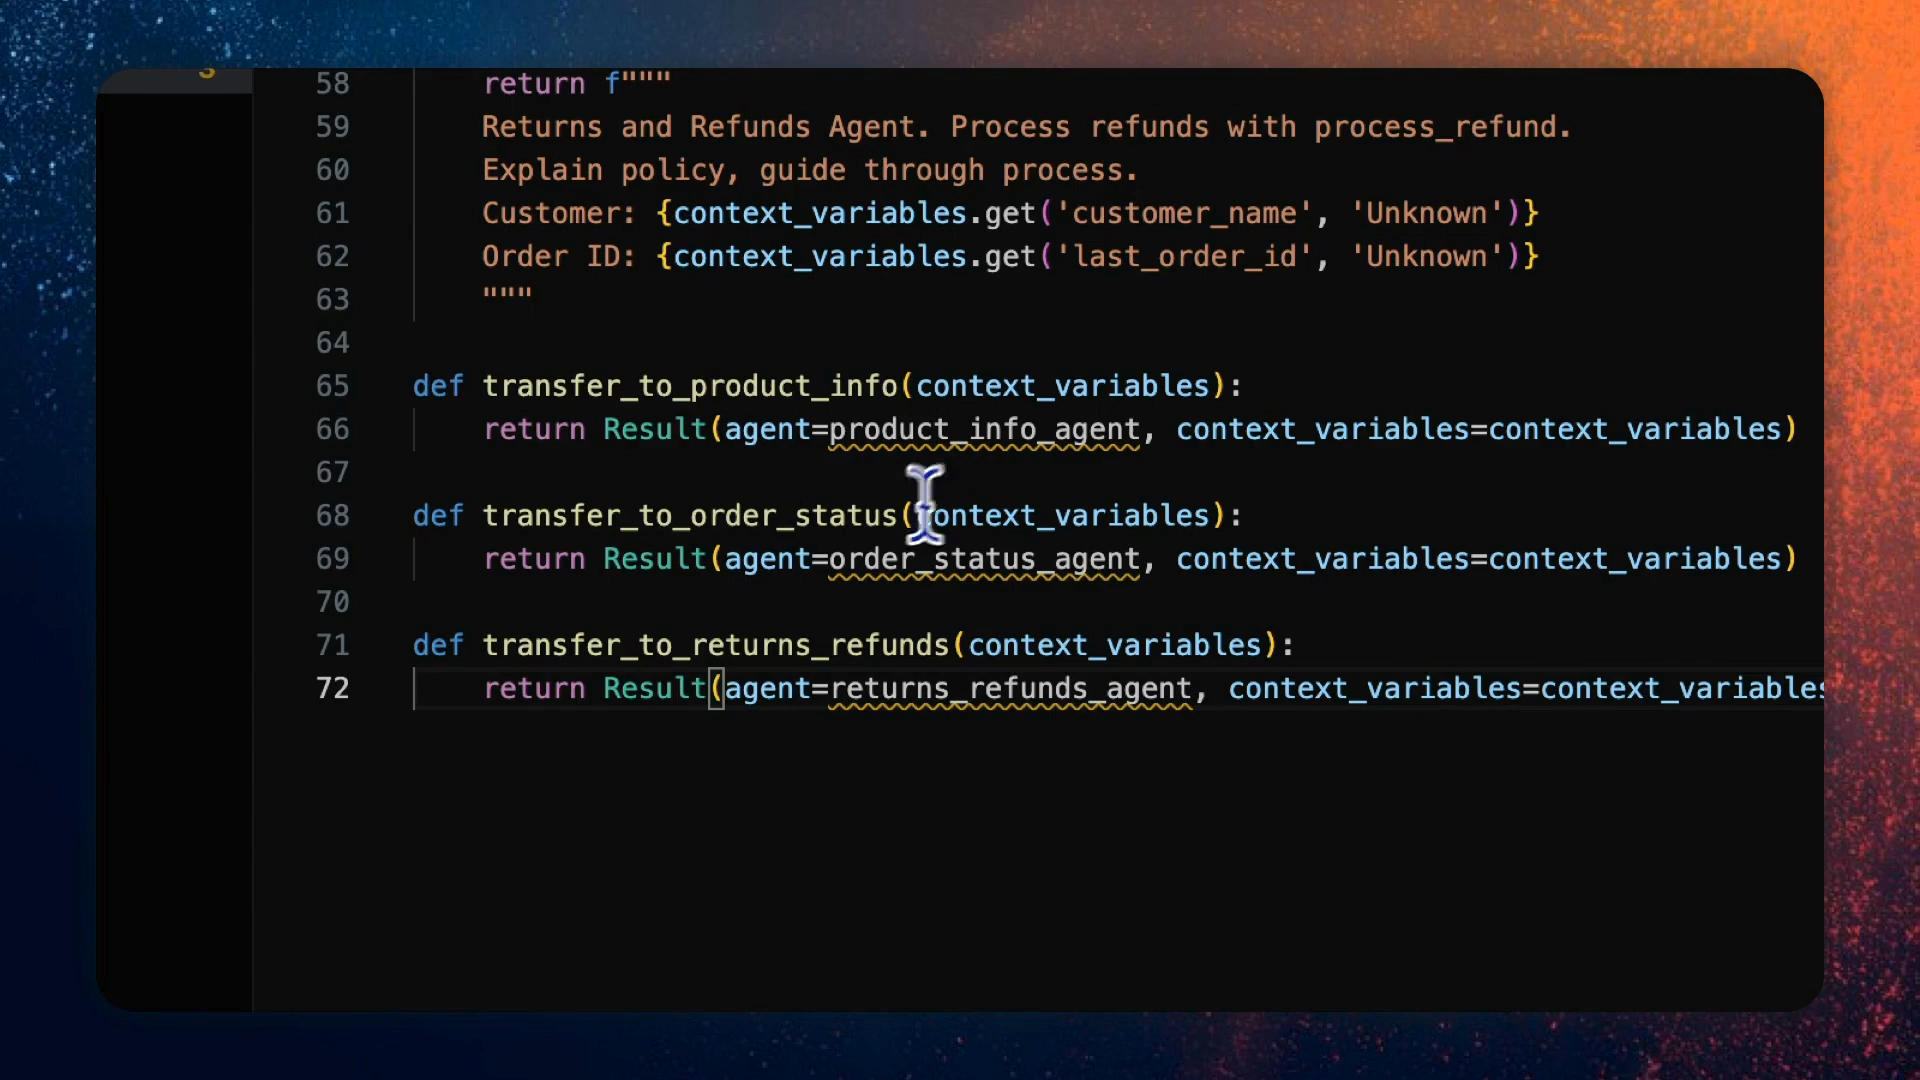 3
58 return f"""
59 Returns and Refunds Agent. Process refunds with process_refund.
60 Explain policy, guide through process.
61 Customer: {context_variables.get('customer_name', 'Unknown')}
62 Order ID: {context_variables.get('last_order_id', 'Unknown')}
63 """
64
65 def transfer_to_product_info(context_variables):
66 return Result(agent=product_info_agent, context_variables=context_variables)
67
68 def transfer_to_order_status(context_variables):
69 return Result(agent=order_status_agent, context_variables=context_variables)
70
71 def transfer_to_returns_refunds(context_variables):
72 return Result(agent=returns_refunds_agent, context_variables=context_variables